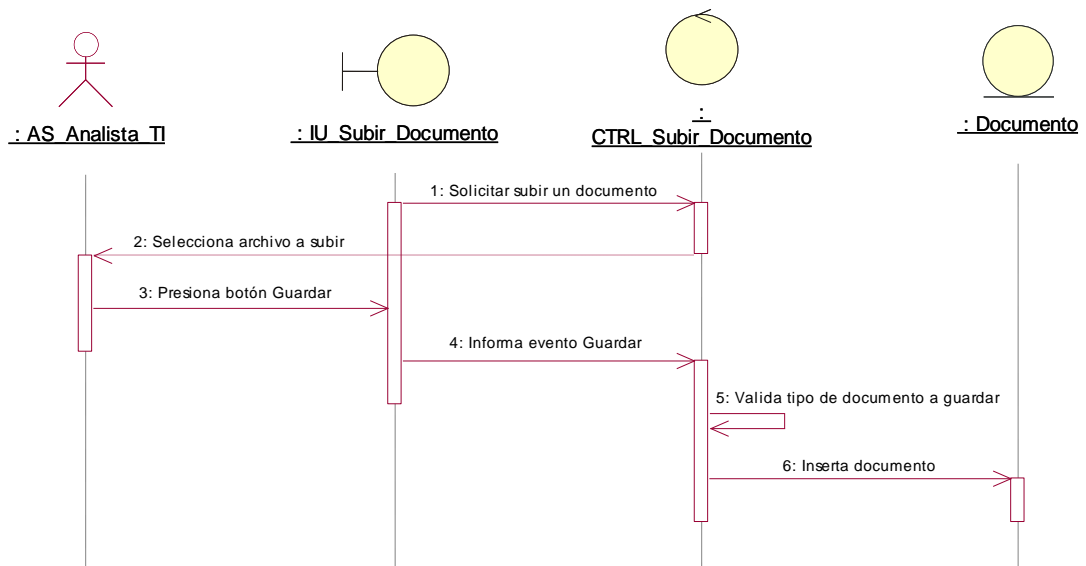 : AS_Analista_TI
: IU_Subir_Documento
:
CTRL_Subir_Documento
: Documento
1: Solicitar subir un documento
2: Selecciona archivo a subir
3: Presiona botón Guardar
4: Informa evento Guardar
5: Valida tipo de documento a guardar
6: Inserta documento